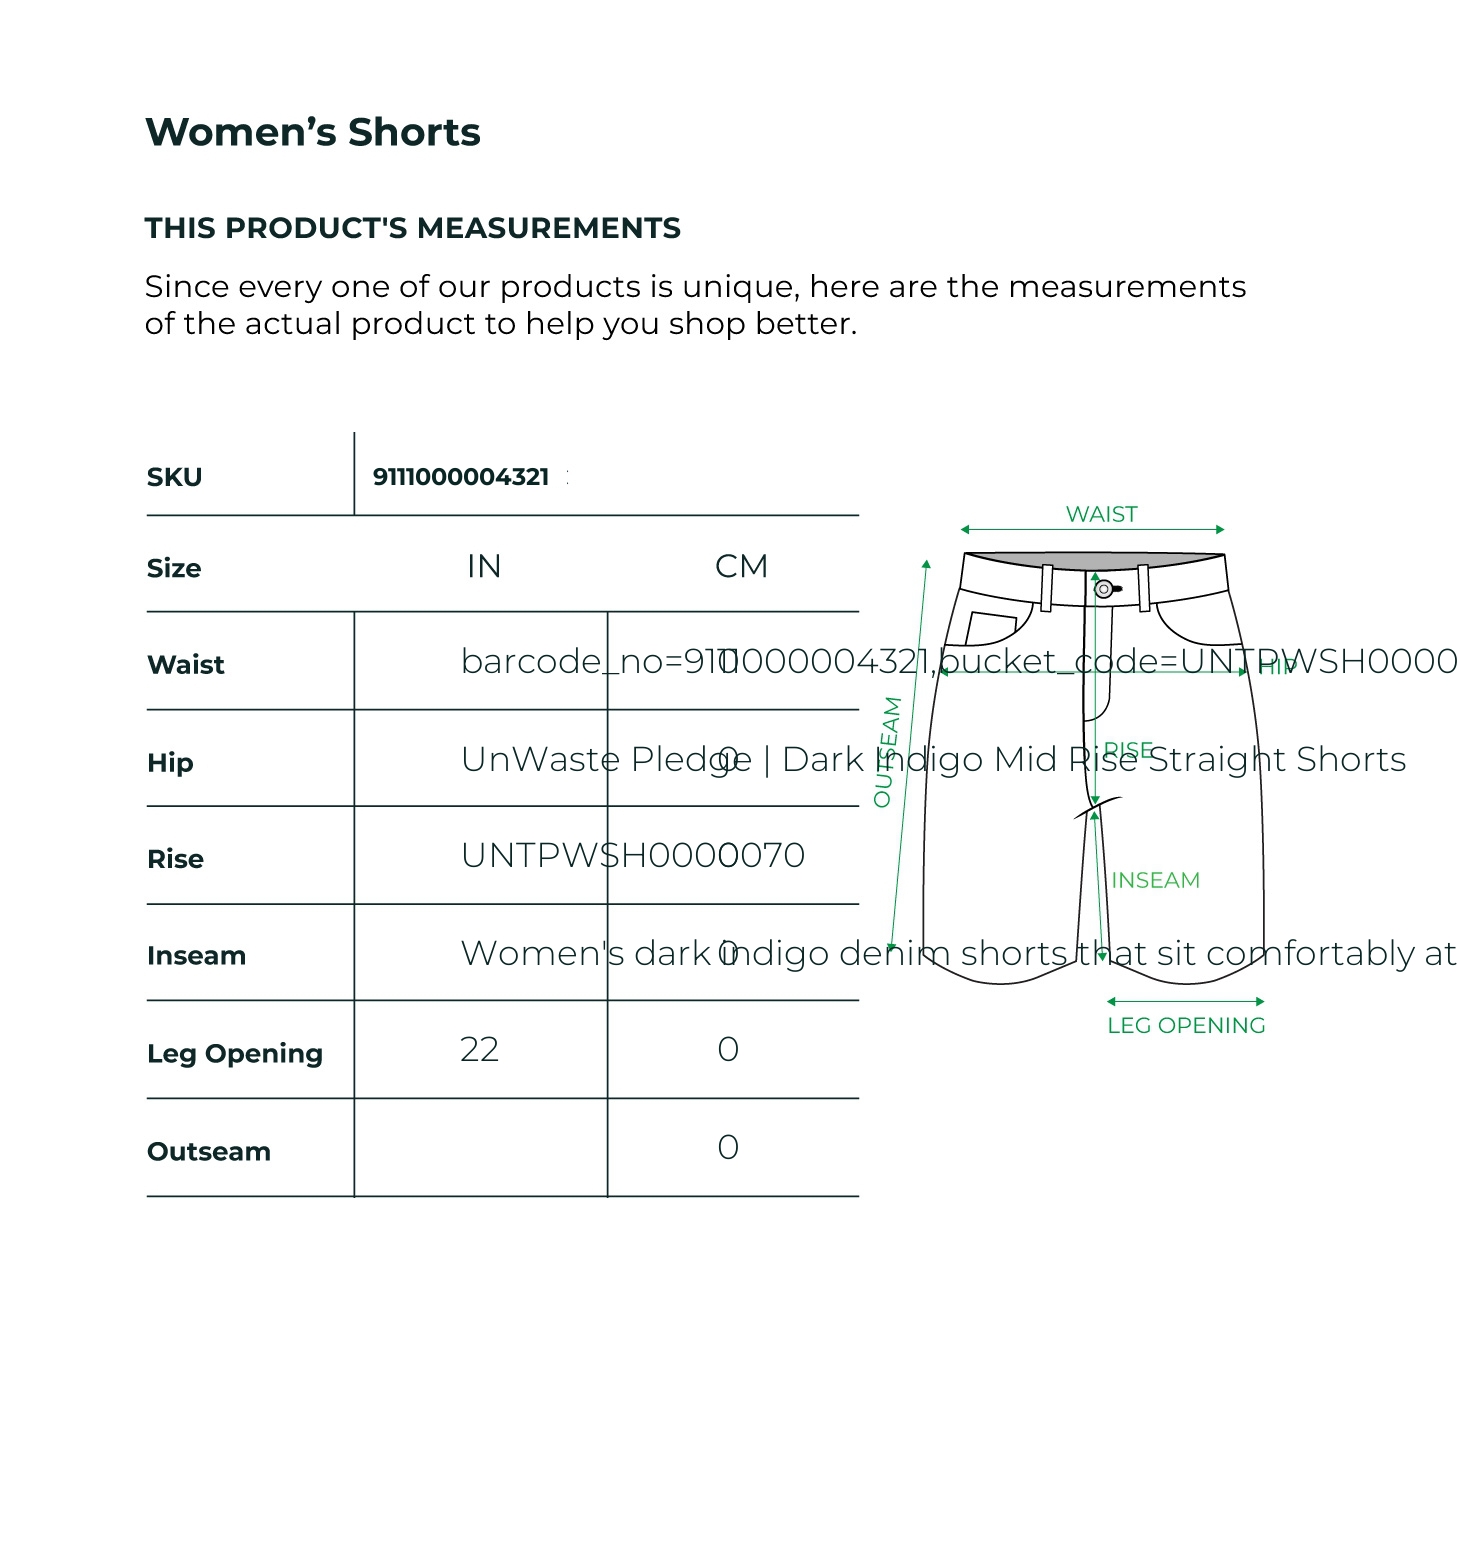 Women’s Shorts
THIS PRODUCT'S MEASUREMENTS
Since every one of our products is unique, here are the measurements
of the actual product to help you shop better.
SKU 9111000004321 :
Size IN CM
Waist barcode_no=9111000004321,bucket_code=UNTPWSH0000 0
Hip UnWaste Pledge | Dark Indigo Mid Rise Straight Shorts 0
Rise UNTPWSH0000070 0
Inseam Women's dark indigo denim shorts that sit comfortably at 0
Leg Opening 22 0
Outseam 0
WAIST
HIP
OUTSEAM
RISE
INSEAM
LEG OPENING